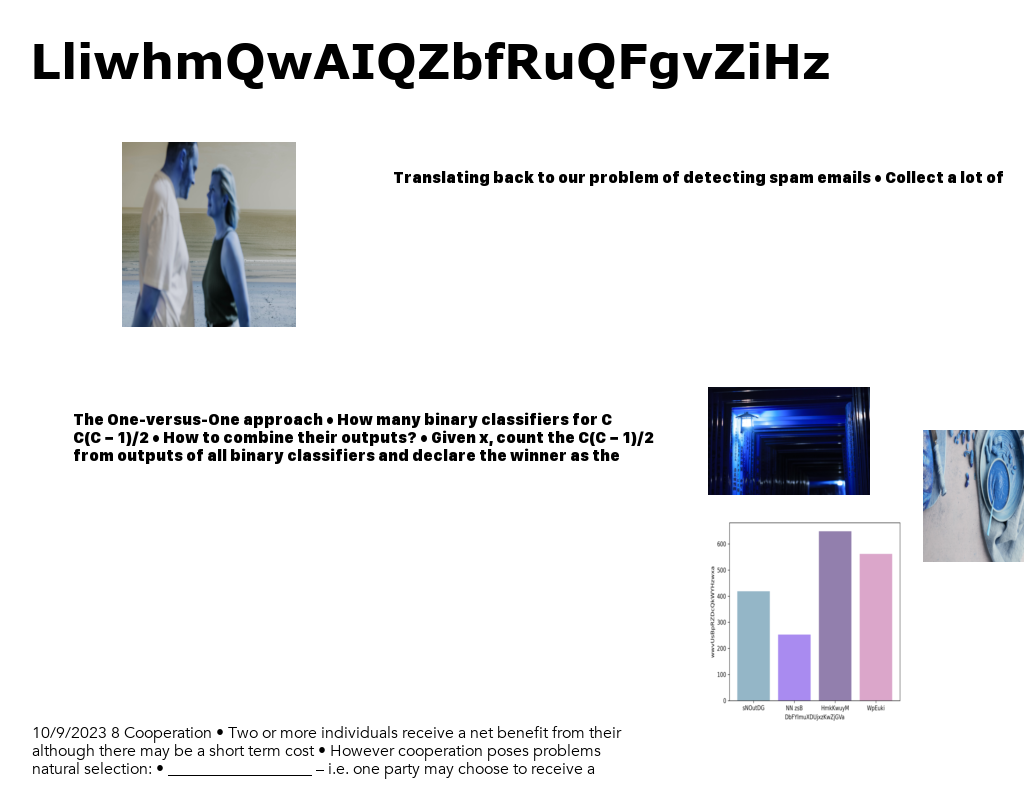 LliwhmQwAIQZbfRuQFgvZiHz
Translating back to our problem of detecting spam emails • Collect a lot of
The One-versus-One approach • How many binary classifiers for C
C(C – 1)/2 • How to combine their outputs? • Given x, count the C(C – 1)/2
from outputs of all binary classifiers and declare the winner as the
600
500
400
300
200
100
0
sNOutDG
NN zsB
HmkKwuyM
WpEuki
10/9/2023 8 Cooperation • Two or more individuals receive a net benefit from their
although there may be a short term cost • However cooperation poses problems
natural selection: • __________________ – i.e. one party may choose to receive a